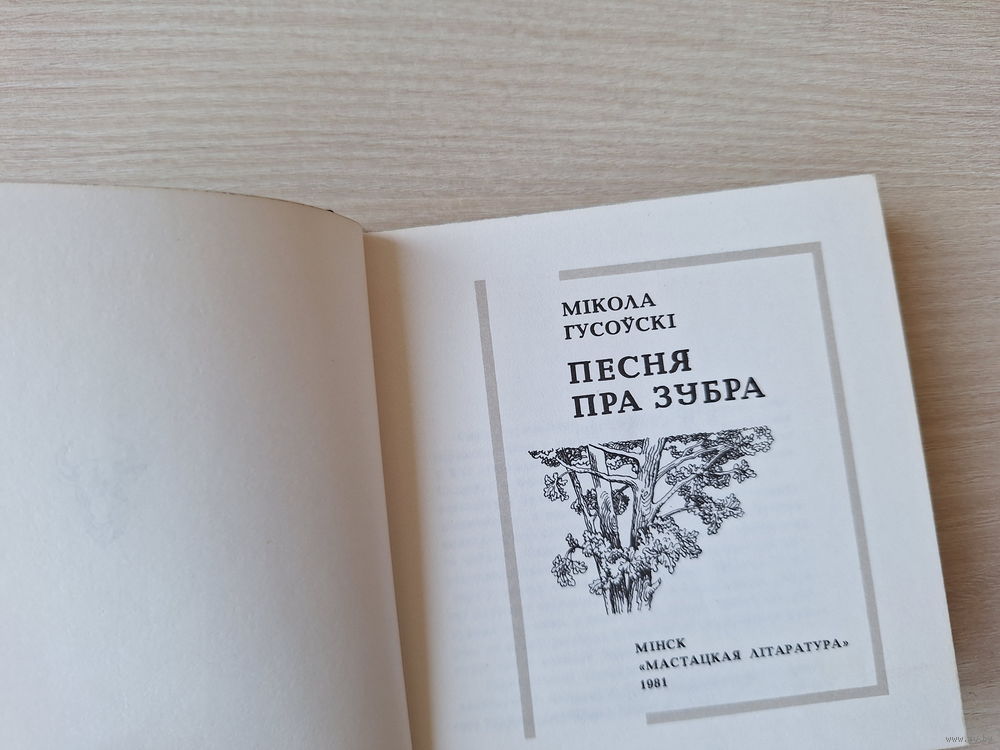 МІКОЛА
ГУСОЎСКІ
ПЕСНЯ
ПРА ЗУБРА
МІНСК
«МАСТАЦКАЯ ЛІТАРАТУРА»
1981